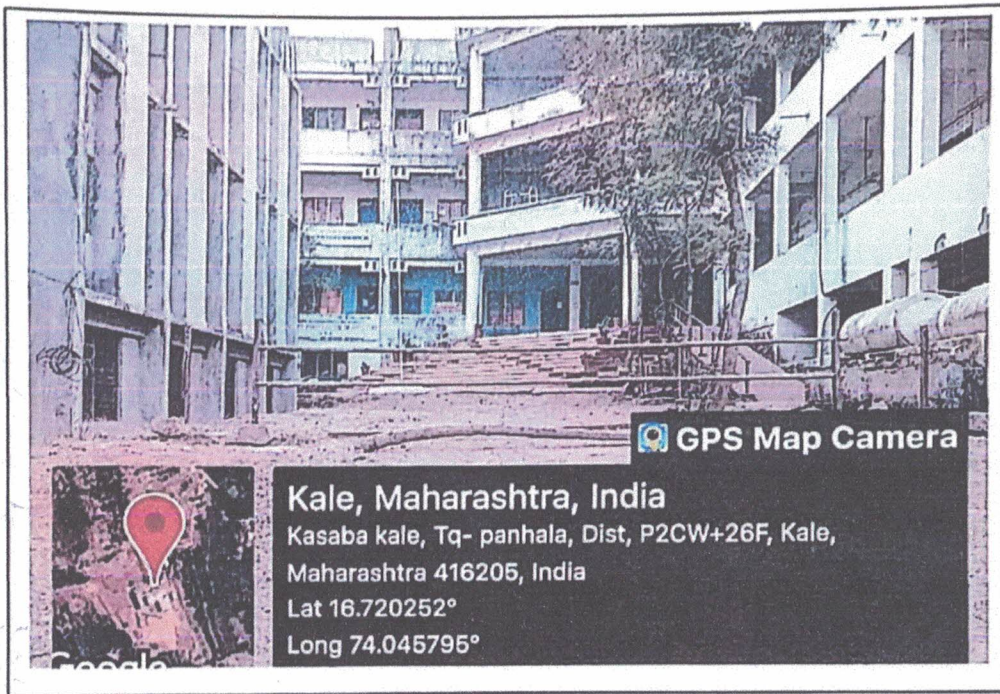 GPS Map Camera
Kale, Maharashtra, India
Kasaba kale, Tq- panhala, Dist, P2CW+26F, Kale,
Maharashtra 416205, India
Lat 16.720252°
Long 74.045795°
Google